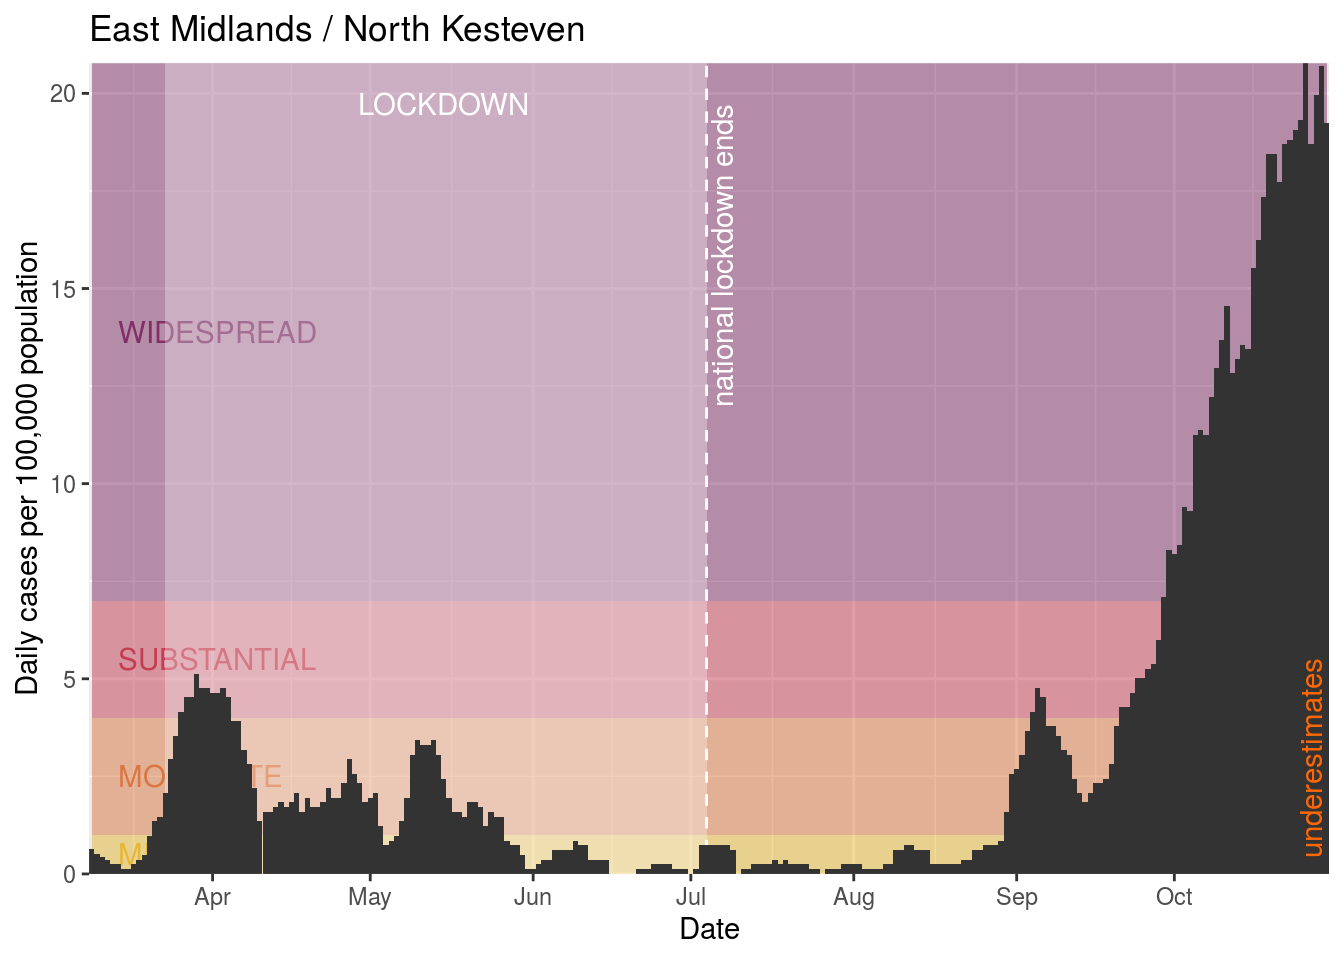 East Midlands / North Kesteven
Daily cases per 100,000 population
20
15
10
5
0
LOCKDOWN
national lockdown ends
WIDESPREAD
SUBSTANTIAL
underestimates
Apr
May
Jun
Jul
Aug
Sep
Oct
Date